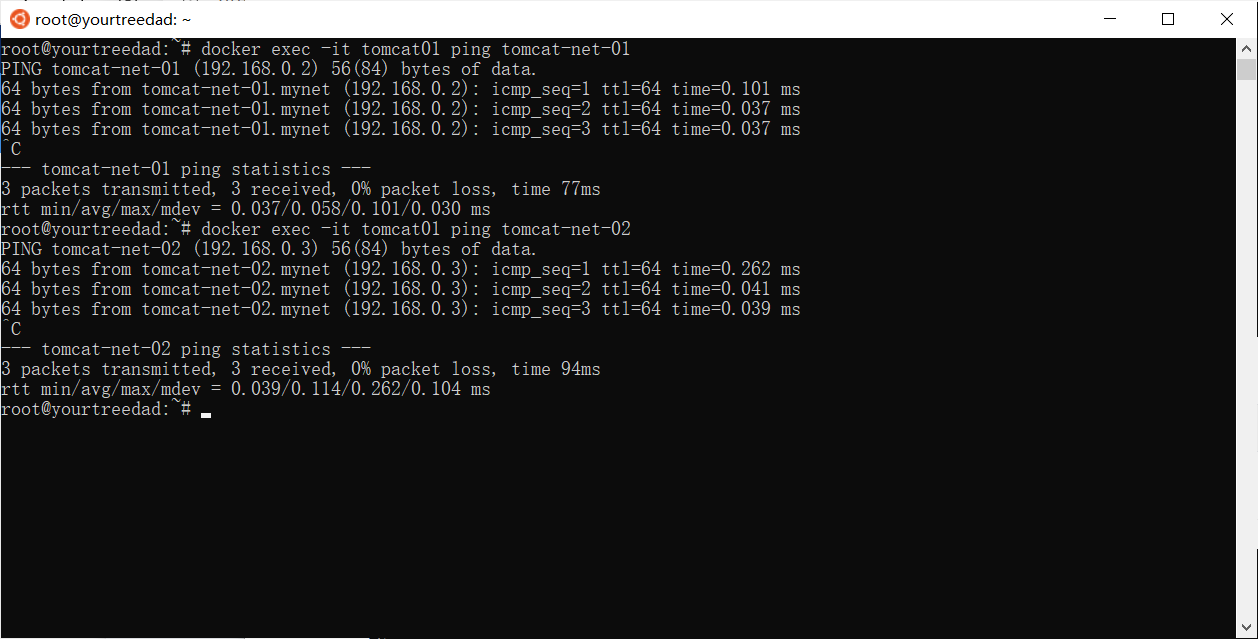 root@yourtreedad: ~
root@yourtreedad:~# docker exec -it tomcat01 ping tomcat-net-01
PING tomcat-net-01 (192.168.0.2) 56(84) bytes of data.
64 bytes from tomcat-net-01.mynet (192.168.0.2): icmp_seq=1 ttl=64 time=0.101 ms
64 bytes from tomcat-net-01.mynet (192.168.0.2): icmp_seq=2 ttl=64 time=0.037 ms
64 bytes from tomcat-net-01.mynet (192.168.0.2): icmp_seq=3 ttl=64 time=0.037 ms
^C
--- tomcat-net-01 ping statistics ---
3 packets transmitted, 3 received, 0% packet loss, time 77ms
rtt min/avg/max/mdev = 0.037/0.058/0.101/0.030 ms
root@yourtreedad:~# docker exec -it tomcat01 ping tomcat-net-02
PING tomcat-net-02 (192.168.0.3) 56(84) bytes of data.
64 bytes from tomcat-net-02.mynet (192.168.0.3): icmp_seq=1 ttl=64 time=0.262 ms
64 bytes from tomcat-net-02.mynet (192.168.0.3): icmp_seq=2 ttl=64 time=0.041 ms
64 bytes from tomcat-net-02.mynet (192.168.0.3): icmp_seq=3 ttl=64 time=0.039 ms
^C
--- tomcat-net-02 ping statistics ---
3 packets transmitted, 3 received, 0% packet loss, time 94ms
rtt min/avg/max/mdev = 0.039/0.114/0.262/0.104 ms
root@yourtreedad:~#